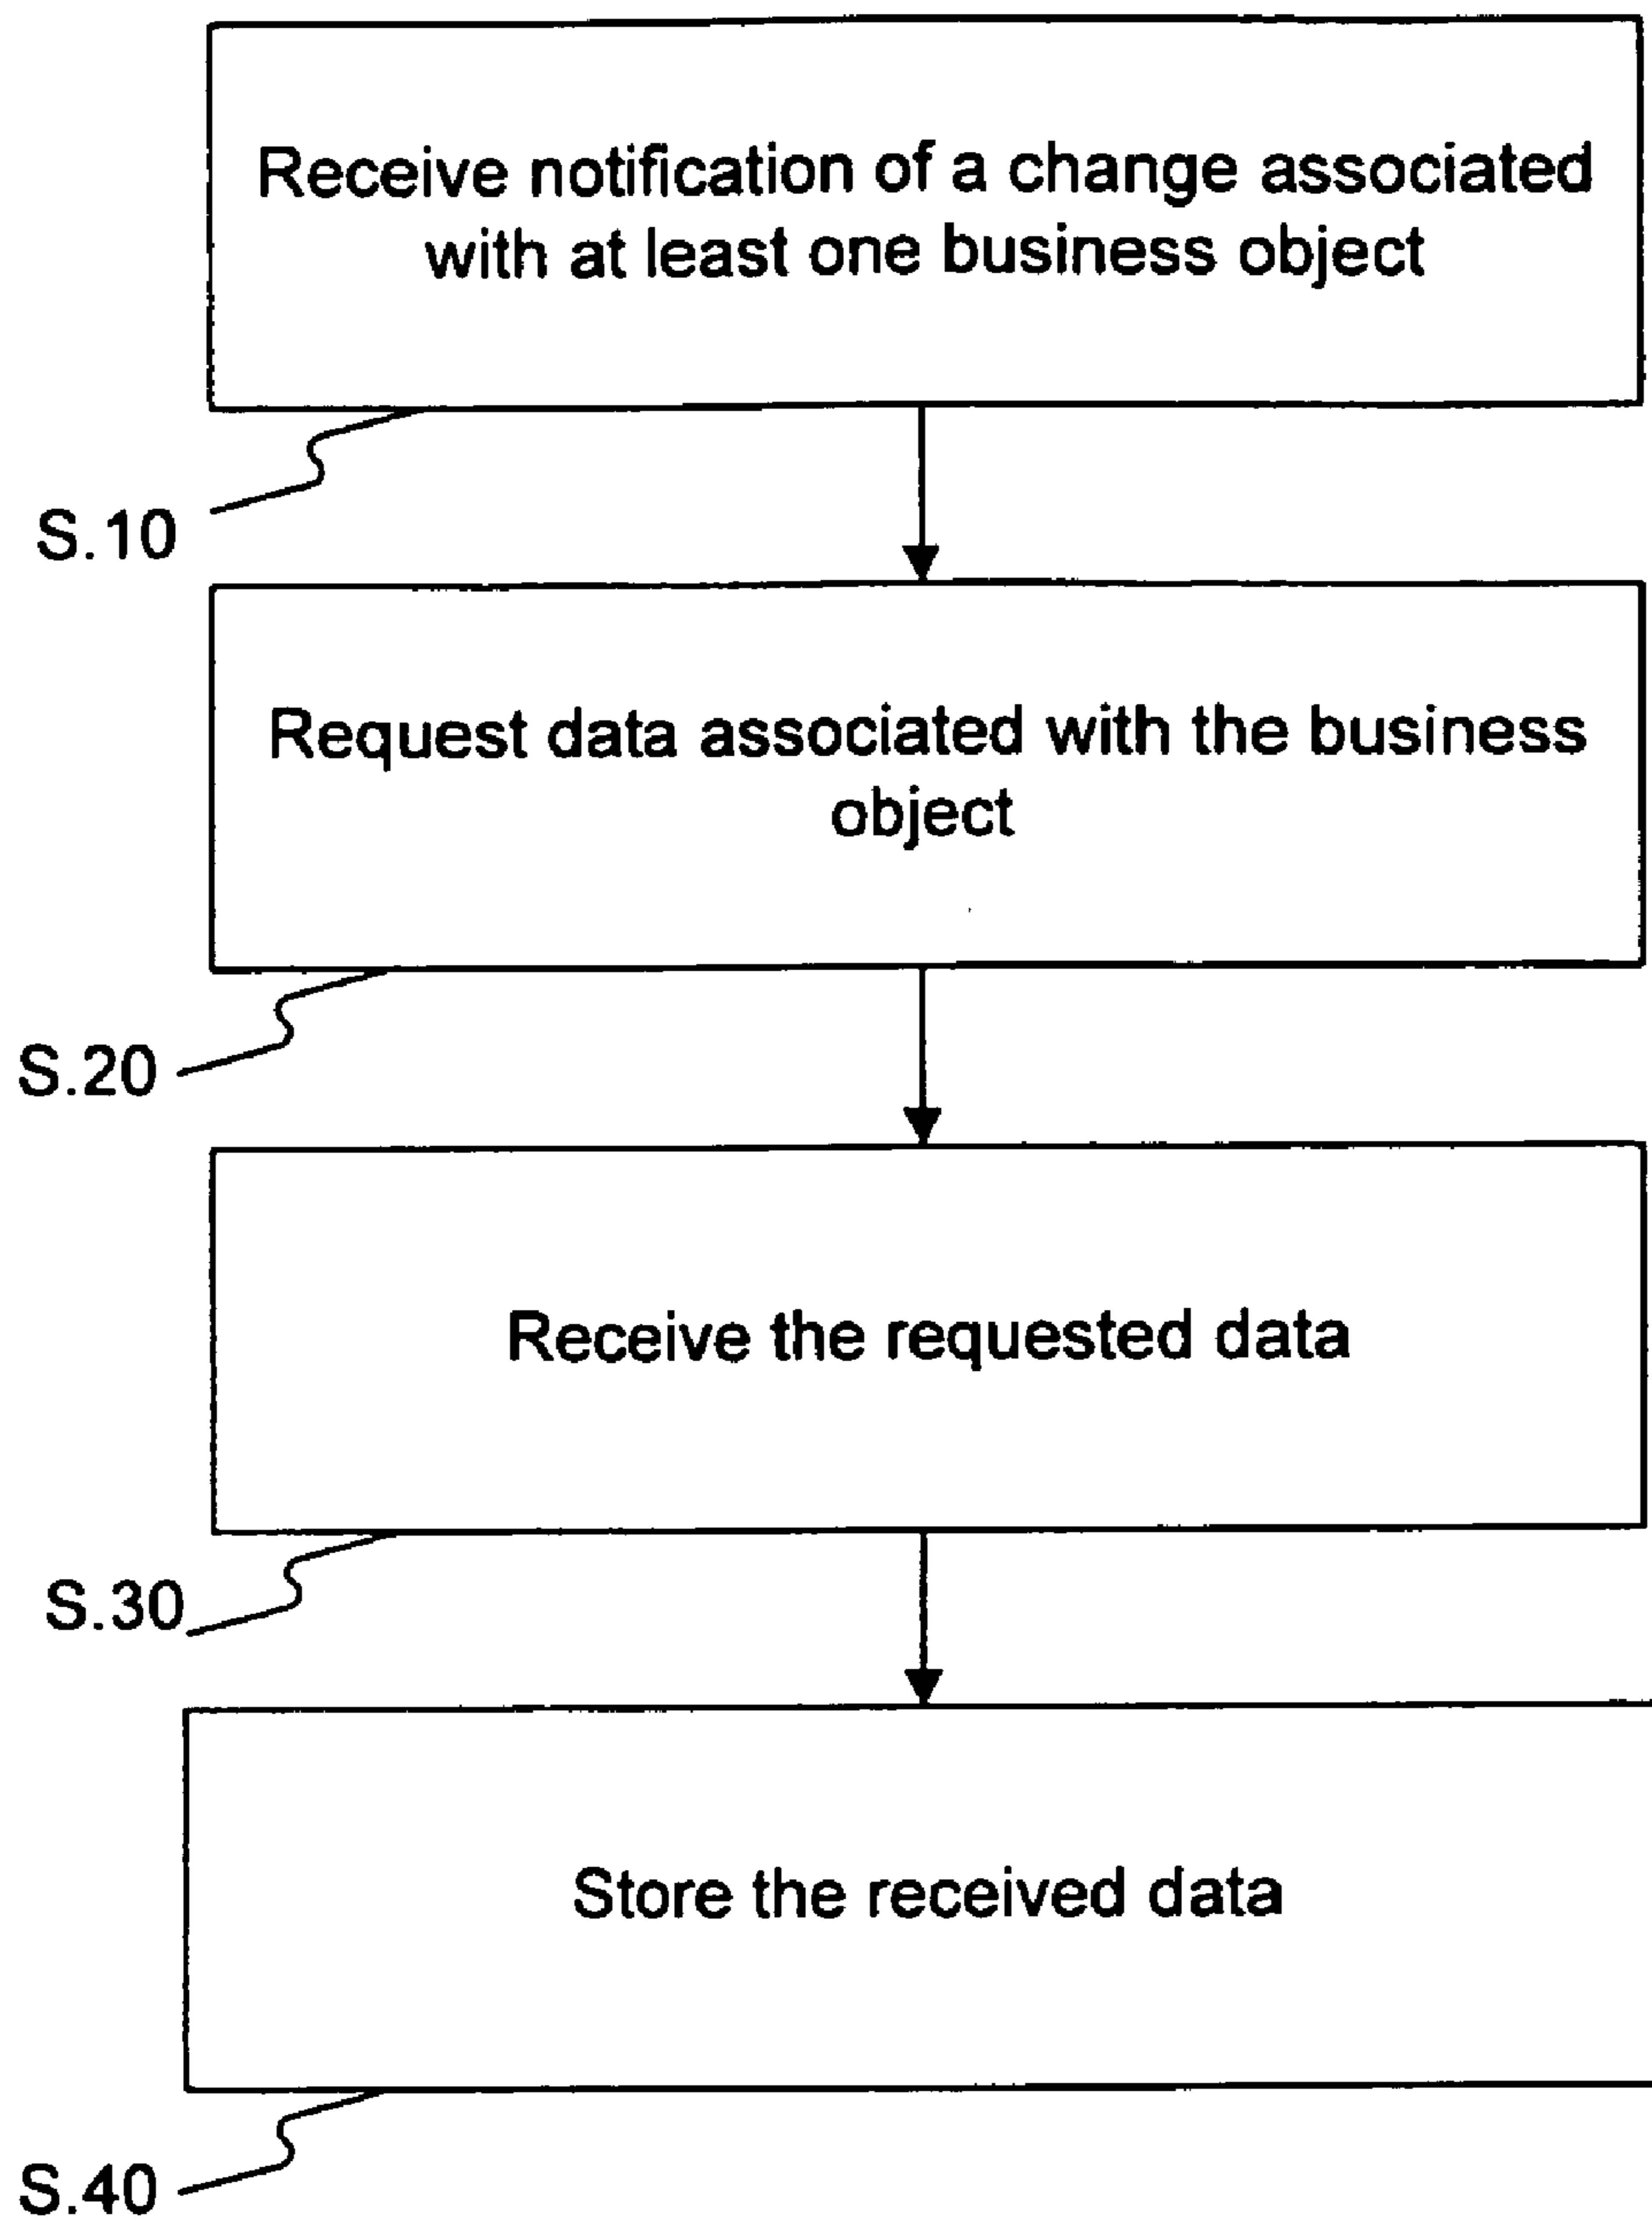 Receive notification of a change associated
with at least one business object
S.10
Request data associated with the business
object
S.20
Receive the requested data
S.30
Store the received data
S.40